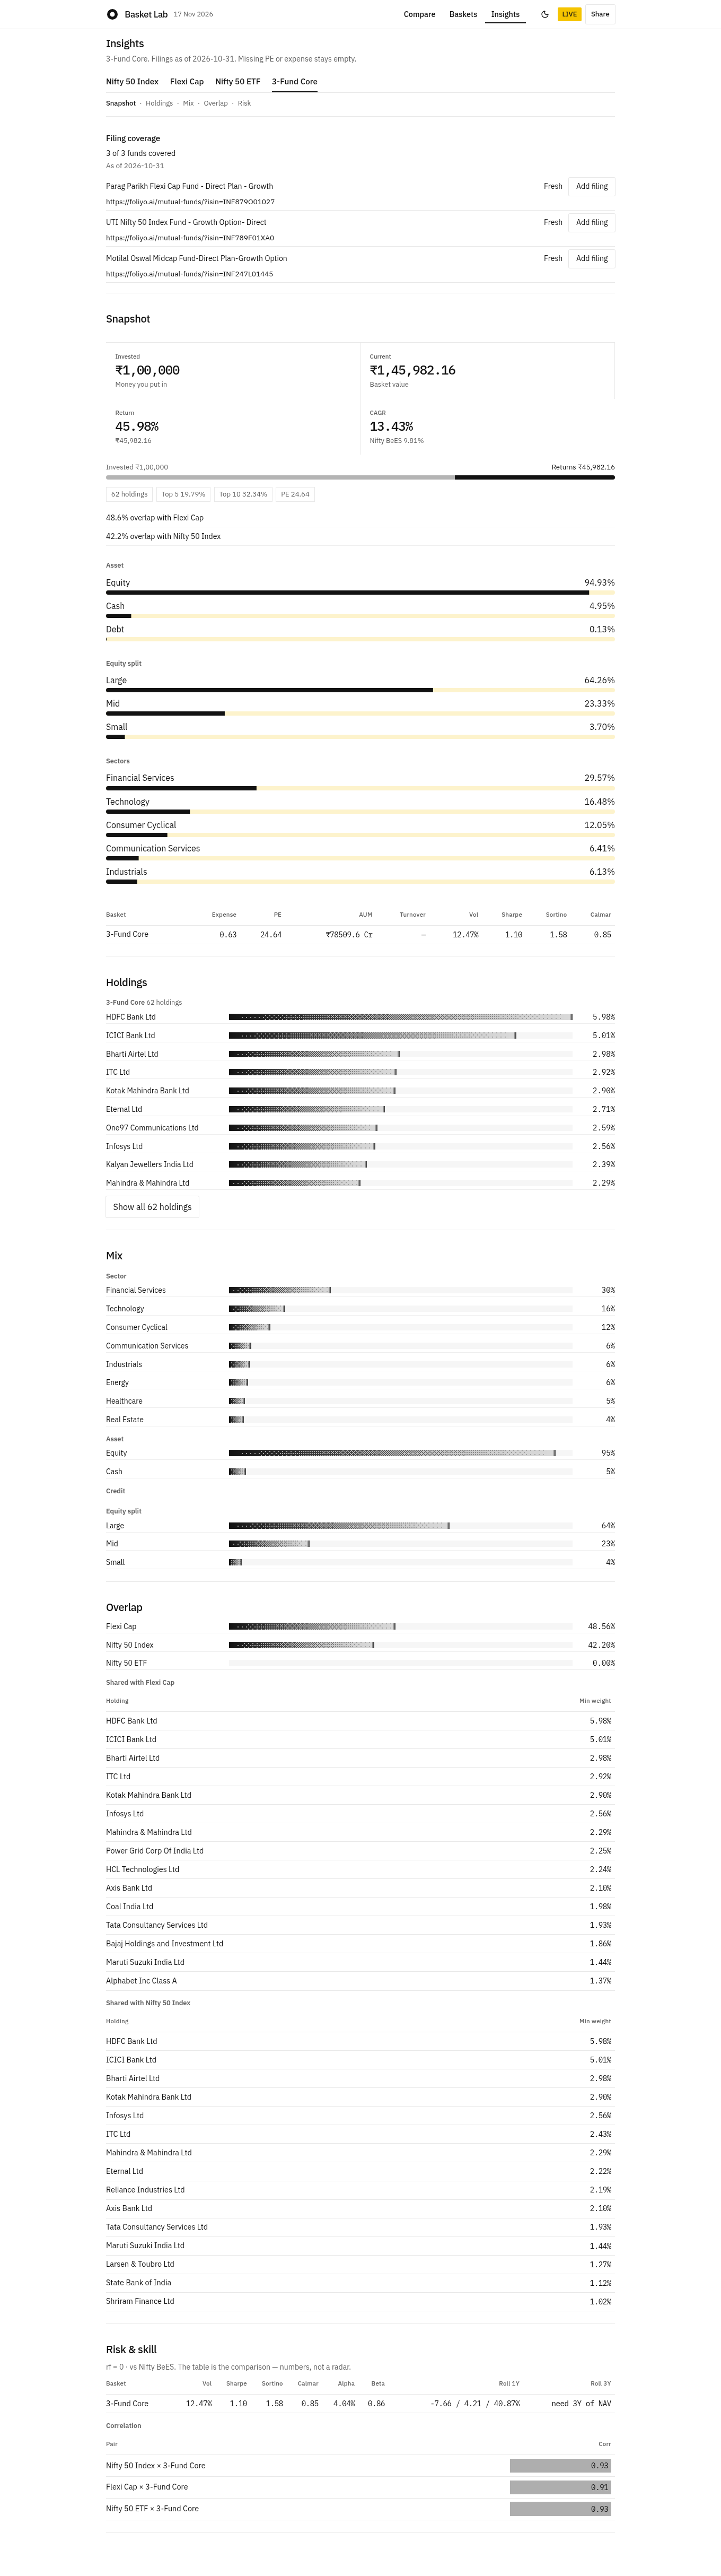 Basket Lab 17 Nov 2026 Compare Baskets Insights LIVE Share
Insights
3-Fund Core. Filings as of 2026-10-31. Missing PE or expense stays empty.
Nifty 50 Index Flexi Cap Nifty 50 ETF 3-Fund Core
Snapshot · Holdings · Mix · Overlap · Risk
Filing coverage
3 of 3 funds covered
As of 2026-10-31
Parag Parikh Flexi Cap Fund - Direct Plan - Growth Fresh Add filing
https://foliyo.ai/mutual-funds/?isin=INF879O01027
UTI Nifty 50 Index Fund - Growth Option- Direct Fresh Add filing
https://foliyo.ai/mutual-funds/?isin=INF789F01XA0
Motilal Oswal Midcap Fund-Direct Plan-Growth Option Fresh Add filing
https://foliyo.ai/mutual-funds/?isin=INF247L01445
Snapshot
Invested Current
₹1,00,000 ₹1,45,982.16
Money you put in Basket value
Return CAGR
45.98% 13.43%
₹45,982.16 Nifty BeES 9.81%
Invested ₹1,00,000 Returns ₹45,982.16
62 holdings Top 5 19.79% Top 10 32.34% PE 24.64
48.6% overlap with Flexi Cap
42.2% overlap with Nifty 50 Index
Asset
Equity 94.93%
Cash 4.95%
Debt 0.13%
Equity split
Large 64.26%
Mid 23.33%
Small 3.70%
Sectors
Financial Services 29.57%
Technology 16.48%
Consumer Cyclical 12.05%
Communication Services 6.41%
Industrials 6.13%
Basket Expense PE AUM Turnover Vol Sharpe Sortino Calmar
3-Fund Core 0.63 24.64 ₹78509.6 Cr — 12.47% 1.10 1.58 0.85
Holdings
3-Fund Core 62 holdings
HDFC Bank Ltd 5.98%
ICICI Bank Ltd 5.01%
Bharti Airtel Ltd 2.98%
ITC Ltd 2.92%
Kotak Mahindra Bank Ltd 2.90%
Eternal Ltd 2.71%
One97 Communications Ltd 2.59%
Infosys Ltd 2.56%
Kalyan Jewellers India Ltd 2.39%
Mahindra & Mahindra Ltd 2.29%
Show all 62 holdings
Mix
Sector
Financial Services 30%
Technology 16%
Consumer Cyclical 12%
Communication Services 6%
Industrials 6%
Energy 6%
Healthcare 5%
Real Estate 4%
Asset
Equity 95%
Cash 5%
Credit
Equity split
Large 64%
Mid 23%
Small 4%
Overlap
Flexi Cap 48.56%
Nifty 50 Index 42.20%
Nifty 50 ETF 0.00%
Shared with Flexi Cap
Holding Min weight
HDFC Bank Ltd 5.98%
ICICI Bank Ltd 5.01%
Bharti Airtel Ltd 2.98%
ITC Ltd 2.92%
Kotak Mahindra Bank Ltd 2.90%
Infosys Ltd 2.56%
Mahindra & Mahindra Ltd 2.29%
Power Grid Corp Of India Ltd 2.25%
HCL Technologies Ltd 2.24%
Axis Bank Ltd 2.10%
Coal India Ltd 1.98%
Tata Consultancy Services Ltd 1.93%
Bajaj Holdings and Investment Ltd 1.86%
Maruti Suzuki India Ltd 1.44%
Alphabet Inc Class A 1.37%
Shared with Nifty 50 Index
Holding Min weight
HDFC Bank Ltd 5.98%
ICICI Bank Ltd 5.01%
Bharti Airtel Ltd 2.98%
Kotak Mahindra Bank Ltd 2.90%
Infosys Ltd 2.56%
ITC Ltd 2.43%
Mahindra & Mahindra Ltd 2.29%
Eternal Ltd 2.22%
Reliance Industries Ltd 2.19%
Axis Bank Ltd 2.10%
Tata Consultancy Services Ltd 1.93%
Maruti Suzuki India Ltd 1.44%
Larsen & Toubro Ltd 1.27%
State Bank of India 1.12%
Shriram Finance Ltd 1.02%
Risk & skill
rf = 0 · vs Nifty BeES. The table is the comparison — numbers, not a radar.
Basket Vol Sharpe Sortino Calmar Alpha Beta Roll 1Y Roll 3Y
3-Fund Core 12.47% 1.10 1.58 0.85 4.04% 0.86 -7.66 / 4.21 / 40.87% need 3Y of NAV
Correlation
Pair Corr
Nifty 50 Index × 3-Fund Core 0.93
Flexi Cap × 3-Fund Core 0.91
Nifty 50 ETF × 3-Fund Core 0.93